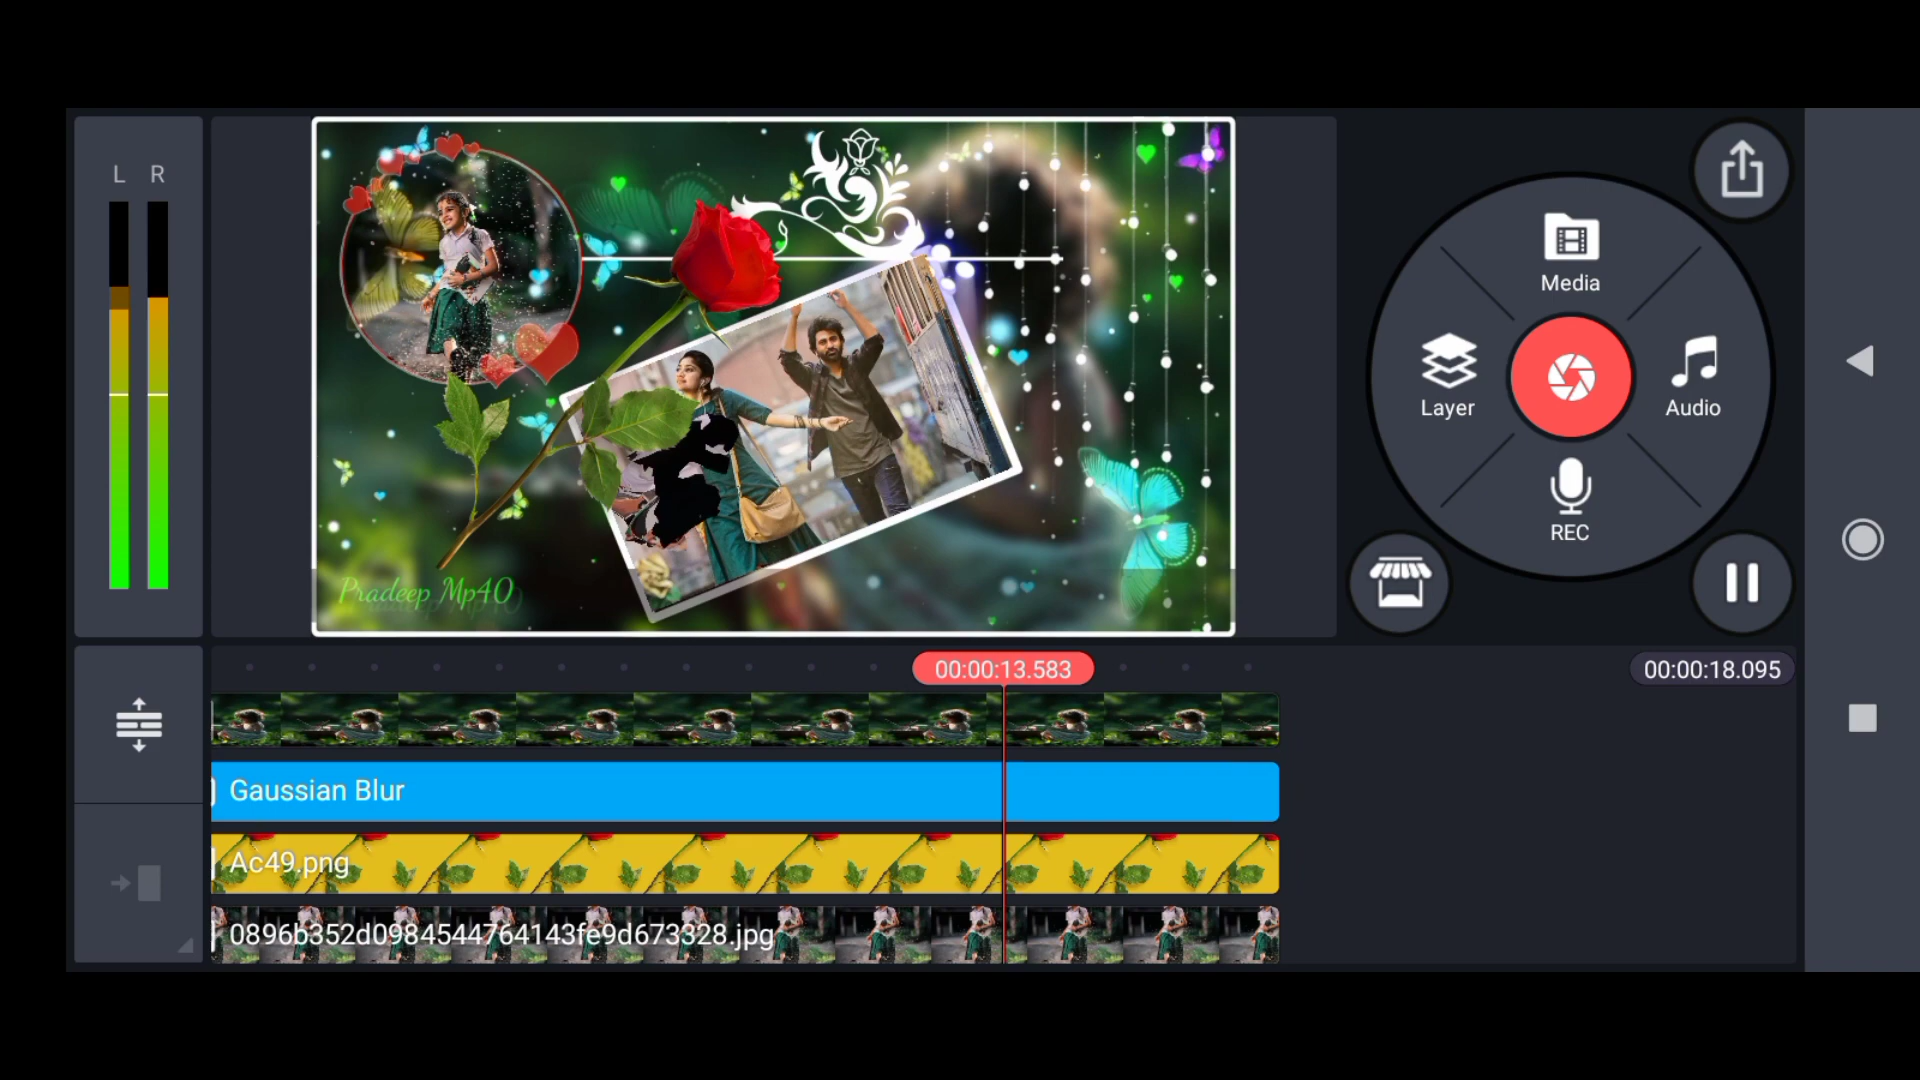 L R
Media
Layer
Audio
REC
Pradeep Mp40
00:00:13.583
00:00:18.095
Gaussian Blur
Ac49.png
0896b352d0984544764143fe9d673328.jpg